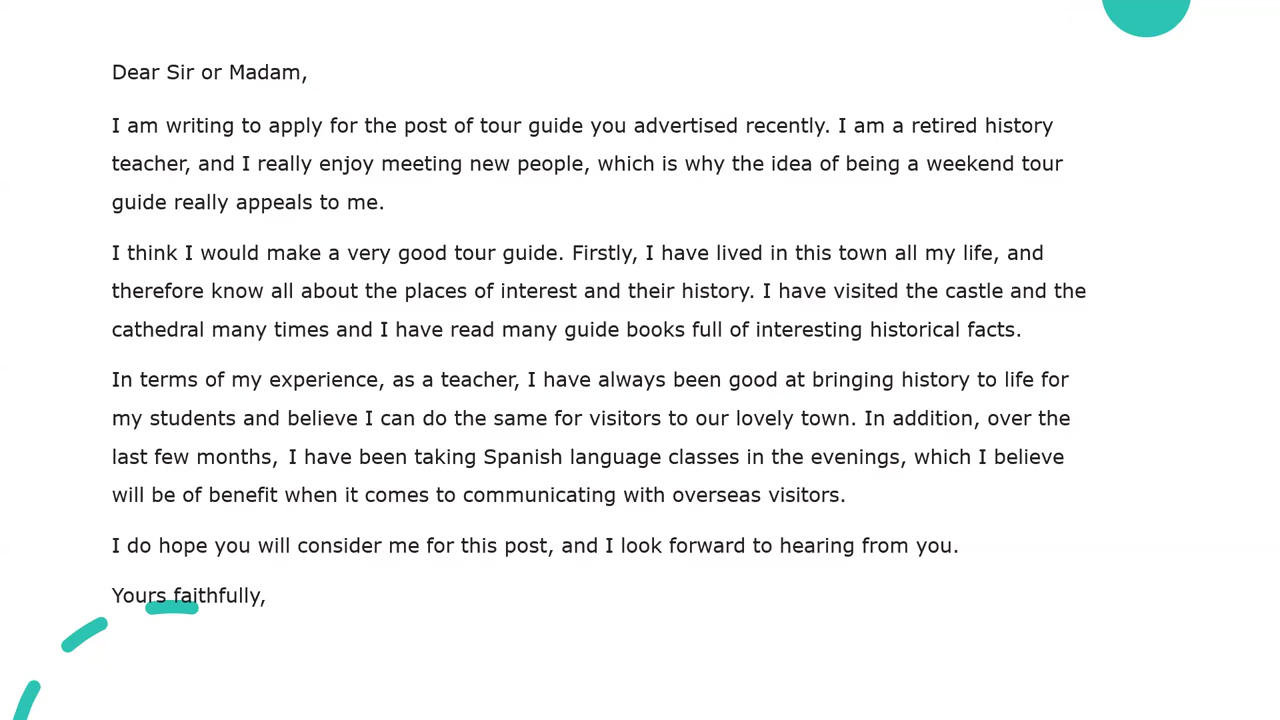 Dear Sir or Madam,
I am writing to apply for the post of tour guide you advertised recently. I am a retired history
teacher, and I really enjoy meeting new people, which is why the idea of being a weekend tour
guide really appeals to me.
I think I would make a very good tour guide. Firstly, I have lived in this town all my life, and
therefore know all about the places of interest and their history. I have visited the castle and the
cathedral many times and I have read many guide books full of interesting historical facts.
In terms of my experience, as a teacher, I have always been good at bringing history to life for
my students and believe I can do the same for visitors to our lovely town. In addition, over the
last few months, I have been taking Spanish language classes in the evenings, which I believe
will be of benefit when it comes to communicating with overseas visitors.
I do hope you will consider me for this post, and I look forward to hearing from you.
Yours faithfully,